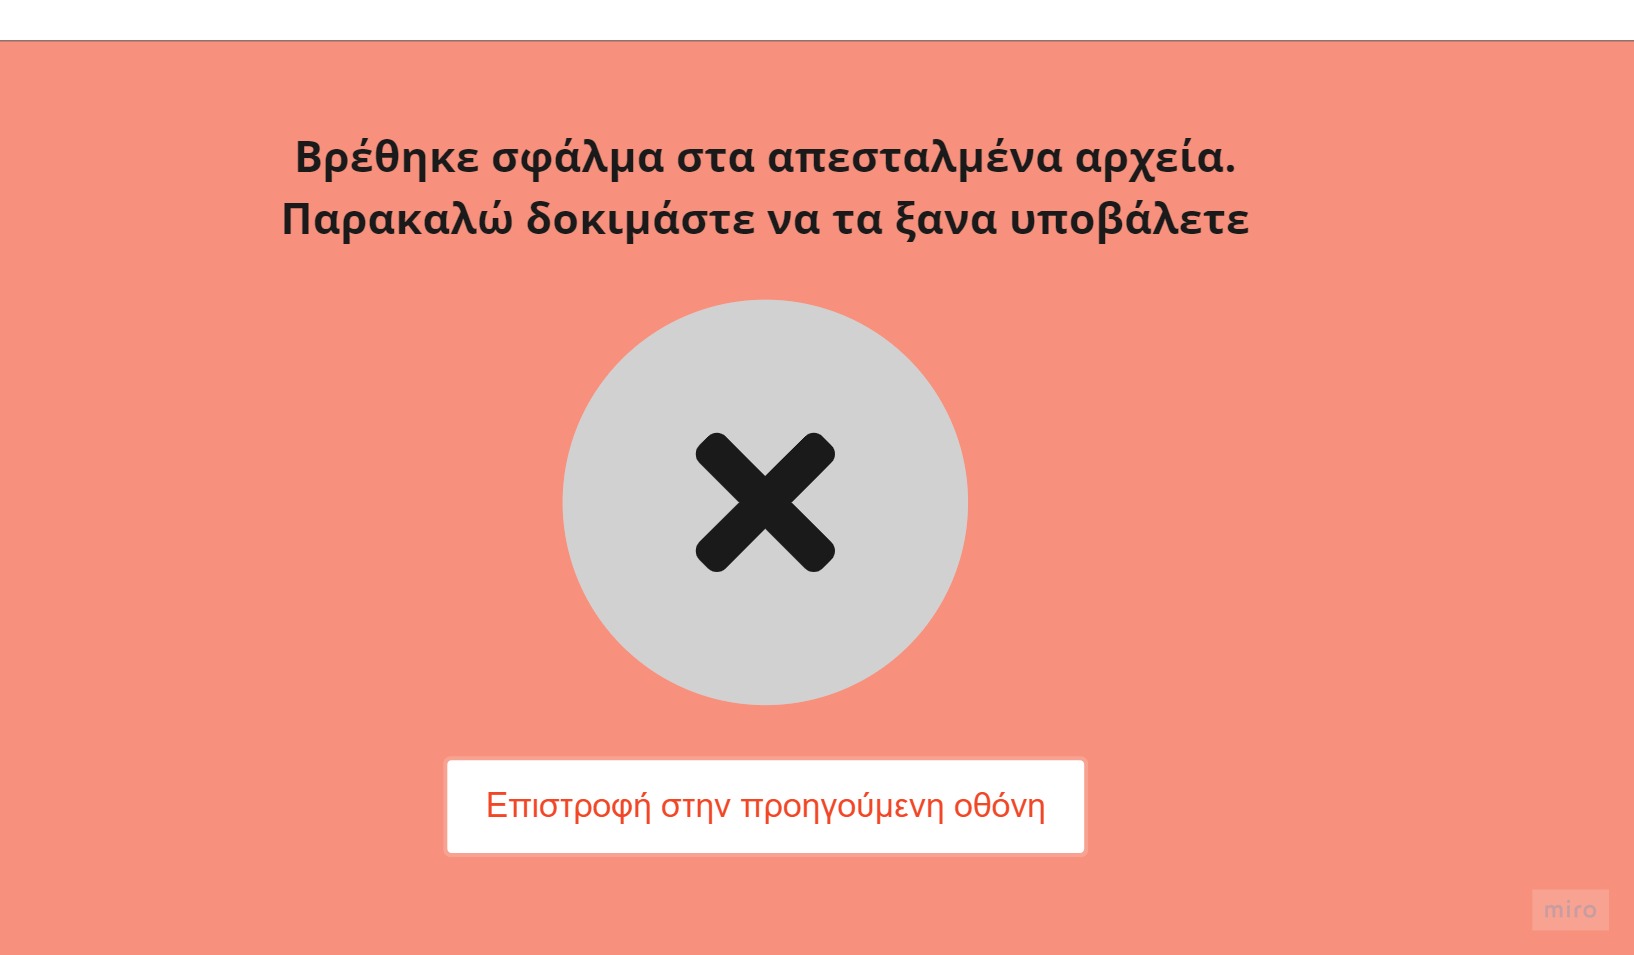 Βρέθηκε σφάλμα στα απεσταλμένα αρχεία.
Παρακαλώ δοκιμάστε να τα ξανα υποβάλετε
Επιστροφή στην προηγούμενη οθόνη
miro